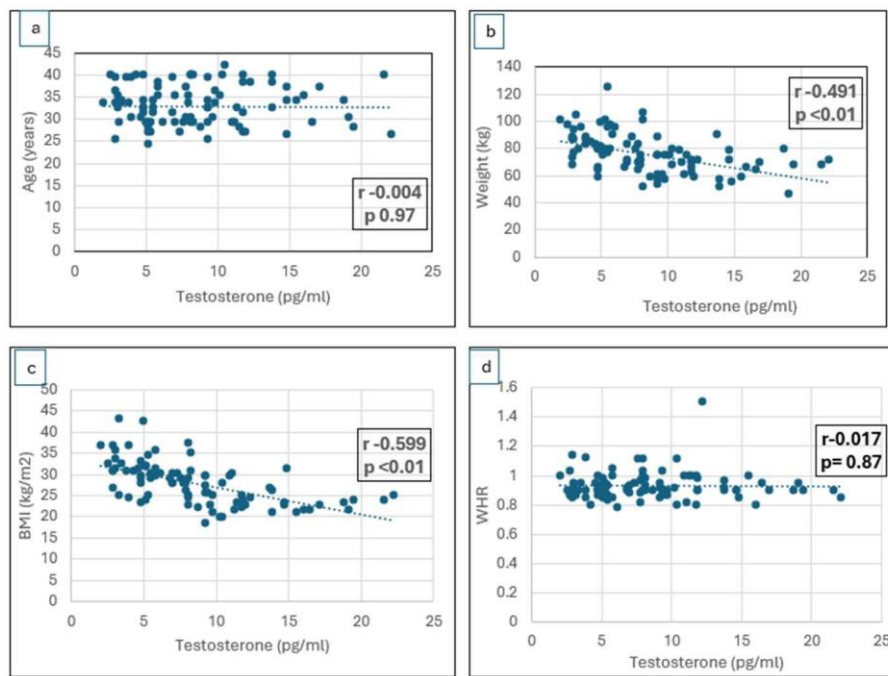 a
45
40
35
30
25
20
15
10
5
0
0 5 10 15 20 25
Age (years)
Testosterone (pg/ml)
r -0.004
p 0.97
b
140
120
100
80
60
40
20
0
0 5 10 15 20 25
Weight (kg)
Testosterone (pg/ml)
r -0.491
p <0.01
c
50
45
40
35
30
25
20
15
10
5
0
0 5 10 15 20 25
BMI (kg/m2)
Testosterone (pg/ml)
r -0.599
p <0.01
d
1.6
1.4
1.2
1
0.8
0.6
0.4
0.2
0
0 5 10 15 20 25
WHR
Testosterone (pg/ml)
r-0.017
p= 0.87